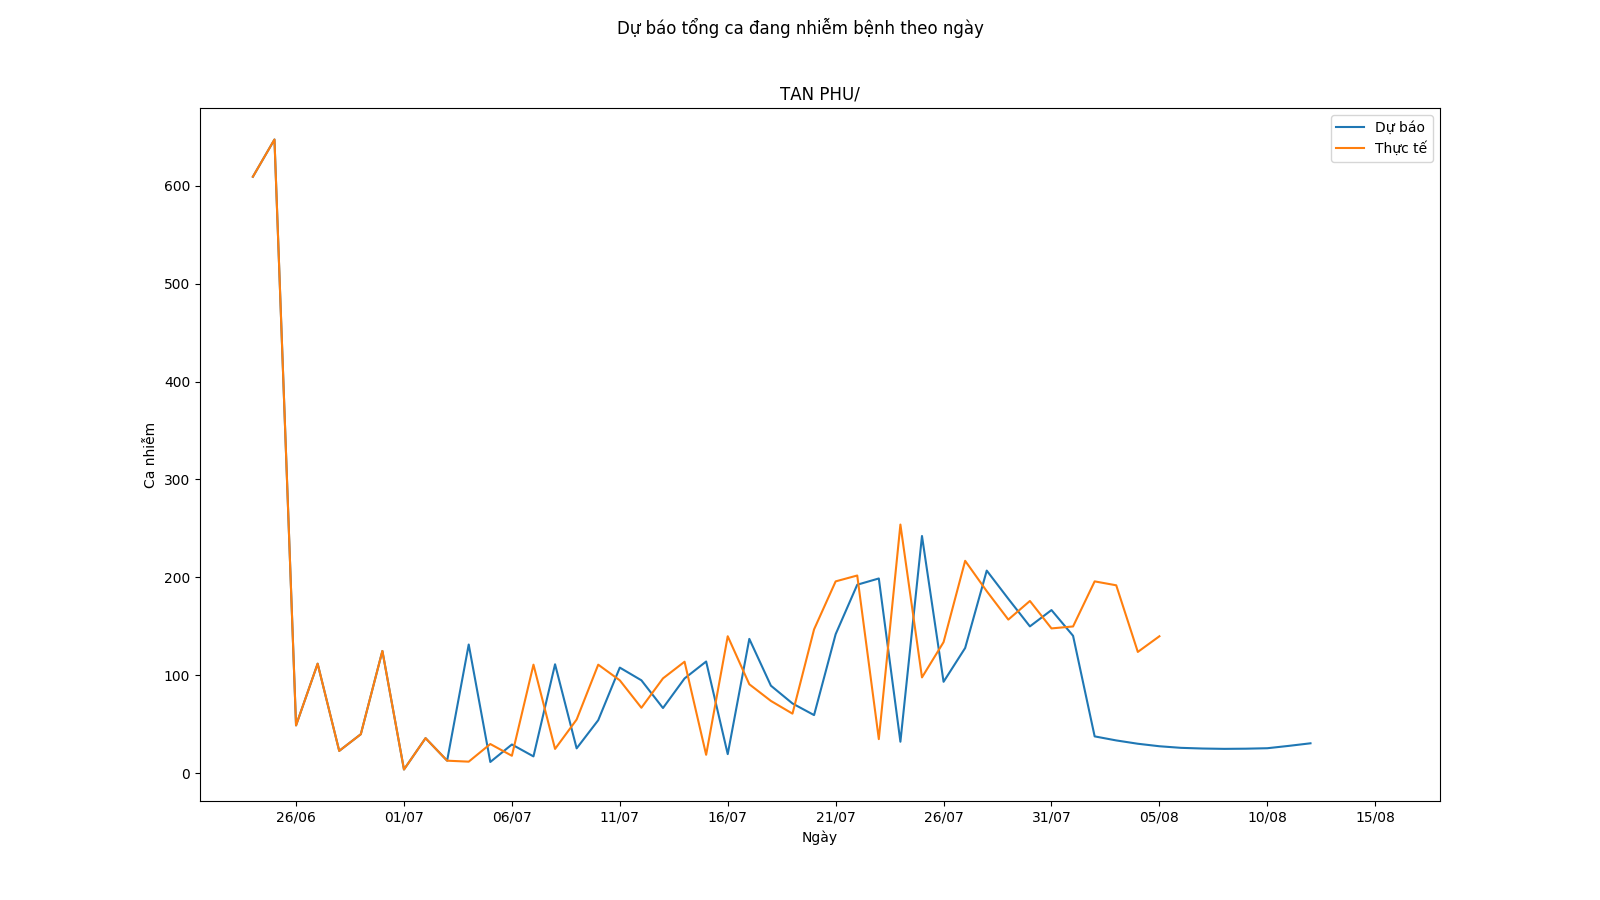 Dự báo tổng ca đang nhiễm bệnh theo ngày
TAN PHU/
Dự báo
Thực tế
Ca nhiễm
600
500
400
300
200
100
0
26/06 01/07 06/07 11/07 16/07 21/07 26/07 31/07 05/08 10/08 15/08
Ngày